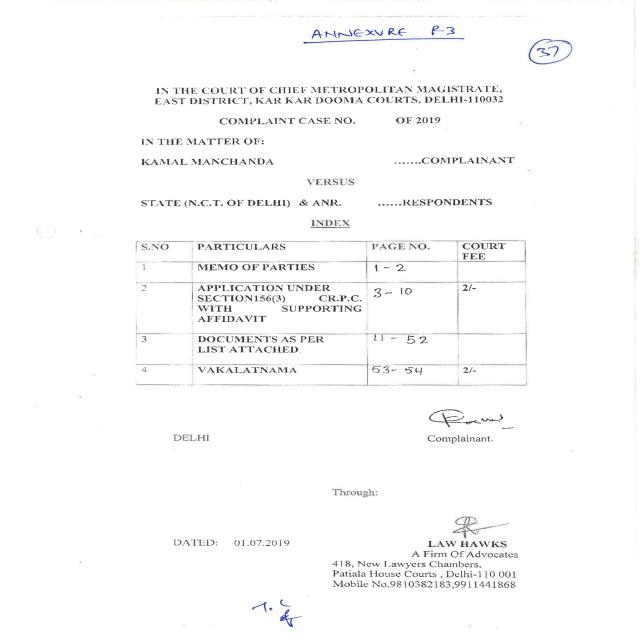 ANNEXURE P-3
37
IN THE COURT OF CHIEF METROPOLITAN MAGISTRATE,
EAST DISTRICT, KAR KAR DOOMA COURTS, DELHI-110032
COMPLAINT CASE NO. OF 2019
IN THE MATTER OF:
KAMAL MANCHANDA .......COMPLAINANT
VERSUS
STATE (N.C.T. OF DELHI) & ANR. ......RESPONDENTS
INDEX
S.NO PARTICULARS PAGE NO. COURT FEE
1 MEMO OF PARTIES 1 - 2
2 APPLICATION UNDER 3 - 10 2/-
SECTION156(3) CR.P.C.
WITH SUPPORTING
AFFIDAVIT
3 DOCUMENTS AS PER 11 - 52
LIST ATTACHED
4 VAKALATNAMA 53 - 54 2/-
DELHI Complainant.
Through:
DATED: 01.07.2019
LAW HAWKS
A Firm Of Advocates
418, New Lawyers Chambers,
Patiala House Courts , Delhi-110 001
Mobile No.9810382183,9911441868
T.C